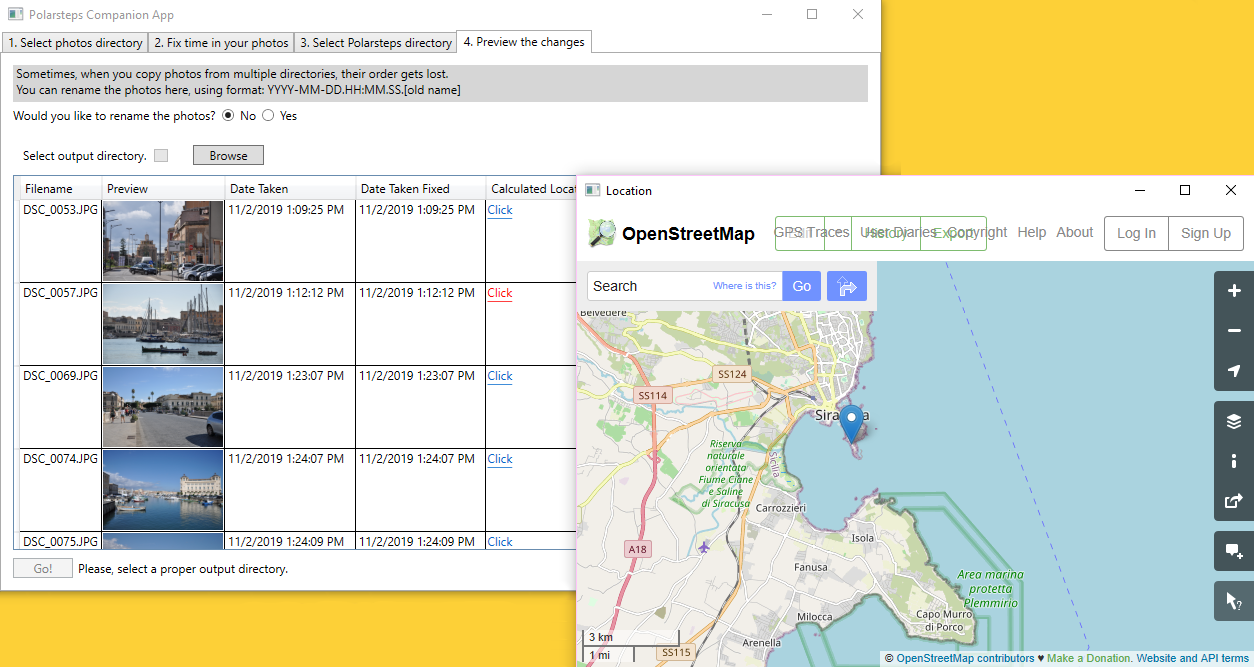 Polarsteps Companion App
1. Select photos directory
2. Fix time in your photos
3. Select Polarsteps directory
4. Preview the changes
Sometimes, when you copy photos from multiple directories, their order gets lost.
You can rename the photos here, using format: YYYY-MM-DD.HH:MM.SS.[old name]
Would you like to rename the photos? No Yes
Select output directory. Browse
Filename Preview Date Taken Date Taken Fixed Calculated Locat
DSC_0053.JPG 11/2/2019 1:09:25 PM 11/2/2019 1:09:25 PM Click
DSC_0057.JPG 11/2/2019 1:12:12 PM 11/2/2019 1:12:12 PM Click
DSC_0069.JPG 11/2/2019 1:23:07 PM 11/2/2019 1:23:07 PM Click
DSC_0074.JPG 11/2/2019 1:24:07 PM 11/2/2019 1:24:07 PM Click
DSC_0075.JPG 11/2/2019 1:24:09 PM 11/2/2019 1:24:09 PM Click
Go! Please, select a proper output directory.
Location
OpenStreetMap
GPS Traces User Diaries Copyright Help About
History Export
Log In Sign Up
Search Where is this? Go
Belvedere
SS124
SS114
Sira a
Riserva
naturale
orientata
Fiume Ciane
e Saline
di Siracusa
Sicilia
Carrozzieri
A18
Isola
Fanusa
Area marina
protetta
Plemmirio
Milocca
Capo Murro
di Porco
Arenella
SS115
3 km
1 mi
© OpenStreetMap contributors ♥ Make a Donation. Website and API terms